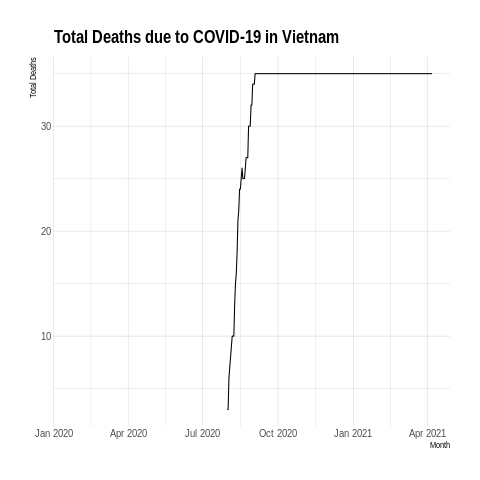 Total Deaths due to COVID-19 in Vietnam
Total Deaths
30
20
10
Jan 2020 Apr 2020 Jul 2020 Oct 2020 Jan 2021 Apr 2021
Month